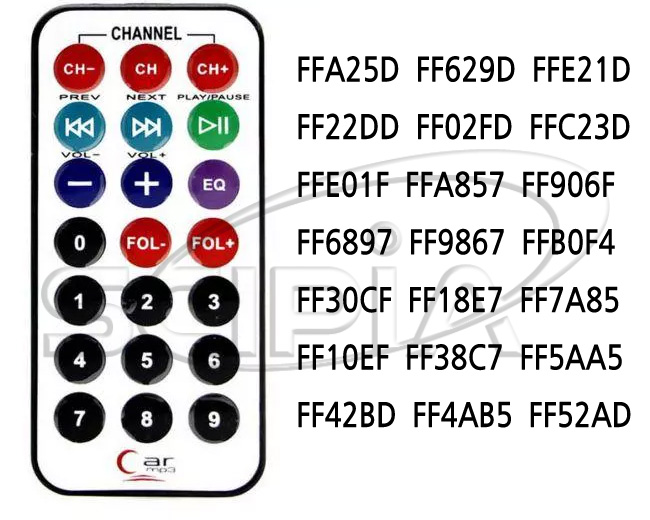 CHANNEL
CH- CH CH+ FFA25D FF629D FFE21D
PREV NEXT PLAY/PAUSE
FF22DD FF02FD FFC23D
VOL- VOL+
− + EQ FFE01F FFA857 FF906F
0 FOL- FOL+ FF6897 FF9867 FFB0F4
1 2 3 FF30CF FF18E7 FF7A85
4 5 6 FF10EF FF38C7 FF5AA5
7 8 9 FF42BD FF4AB5 FF52AD
Car
mp3
SCIPIA